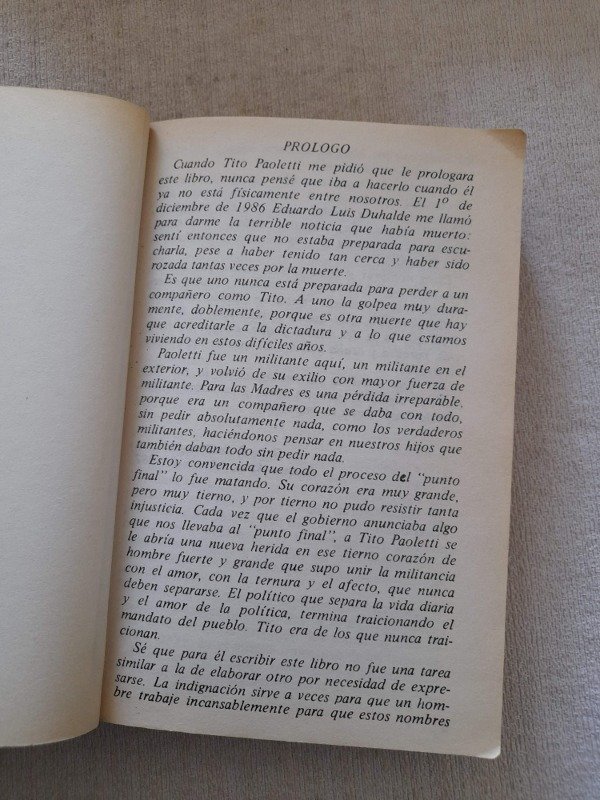 PROLOGO
Cuando Tito Paoletti me pidió que le prologara
este libro, nunca pensé que iba a hacerlo cuando él
ya no está físicamente entre nosotros. El 1º de
diciembre de 1986 Eduardo Luis Duhalde me llamó
para darme la terrible noticia que había muerto:
sentí entonces que no estaba preparada para escu-
charla, pese a haber tenido tan cerca y haber sido
rozada tantas veces por la muerte.
Es que uno nunca está preparada para perder a un
compañero como Tito. A uno la golpea muy dura-
mente, doblemente, porque es otra muerte que hay
que acreditarle a la dictadura y a lo que estamos
viviendo en estos difíciles años.
Paoletti fue un militante aquí, un militante en el
exterior, y volvió de su exilio con mayor fuerza de
militante. Para las Madres es una pérdida irreparable,
porque era un compañero que se daba con todo,
sin pedir absolutamente nada, como los verdaderos
militantes, haciéndonos pensar en nuestros hijos que
también daban todo sin pedir nada.
Estoy convencida que todo el proceso del "punto
final" lo fue matando. Su corazón era muy grande,
pero muy tierno, y por tierno no pudo resistir tanta
injusticia. Cada vez que el gobierno anunciaba algo
que nos llevaba al "punto final", a Tito Paoletti se
le abría una nueva herida en ese tierno corazón de
hombre fuerte y grande que supo unir la militancia
con el amor, con la ternura y el afecto, que nunca
deben separarse. El político que separa la vida diaria
y el amor de la política, termina traicionando el
mandato del pueblo. Tito era de los que nunca trai-
cionan.
Sé que para él escribir este libro no fue una tarea
similar a la de elaborar otro por necesidad de expre-
sarse. La indignación sirve a veces para que un hom-
bre trabaje incansablemente para que estos nombres